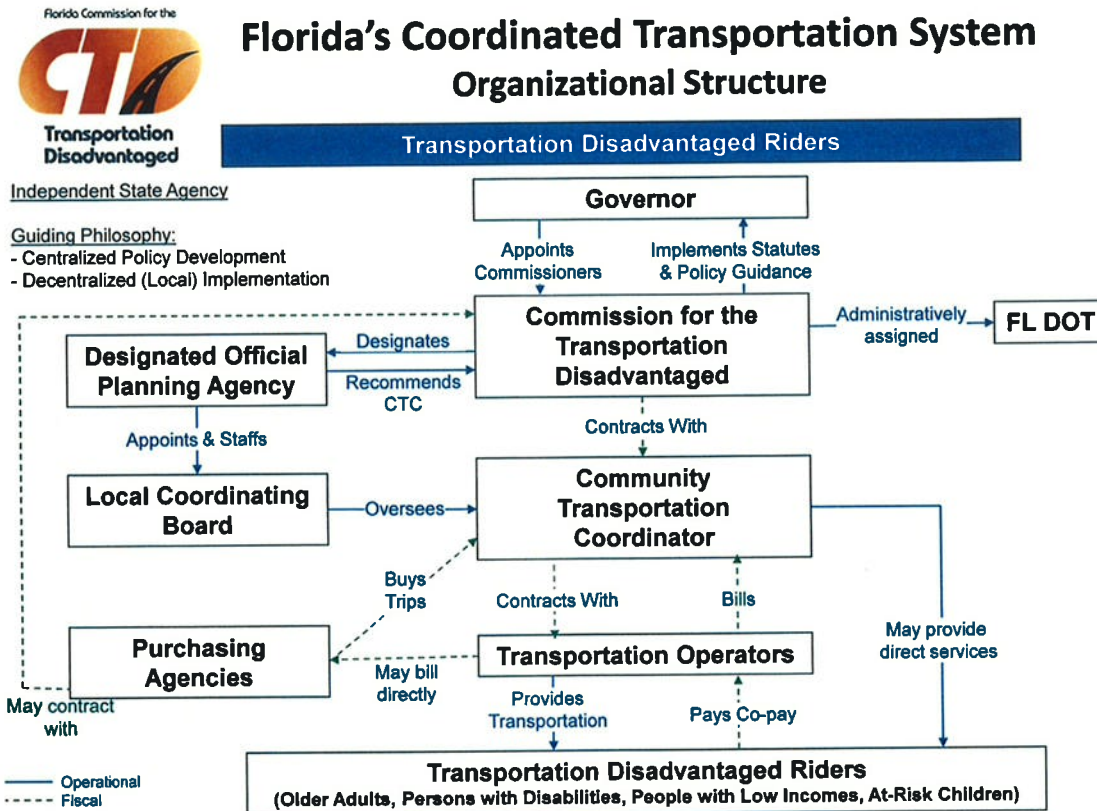 Florida Commission for the
CTD
Transportation
Disadvantaged
Florida's Coordinated Transportation System
Organizational Structure
Transportation Disadvantaged Riders
Independent State Agency
Guiding Philosophy:
- Centralized Policy Development
- Decentralized (Local) Implementation
Governor
Appoints
Commissioners
Implements Statutes
& Policy Guidance
Commission for the
Transportation
Disadvantaged
Administratively
assigned
FL DOT
Designated Official
Planning Agency
Designates
Recommends
CTC
Appoints & Staffs
Contracts With
Local Coordinating
Board
Oversees
Community
Transportation
Coordinator
Buys
Trips
Contracts With
Bills
May provide
direct services
Purchasing
Agencies
May bill
directly
Transportation Operators
May contract
with
Provides
Transportation
Pays Co-pay
Transportation Disadvantaged Riders
(Older Adults, Persons with Disabilities, People with Low Incomes, At-Risk Children)
Operational
Fiscal